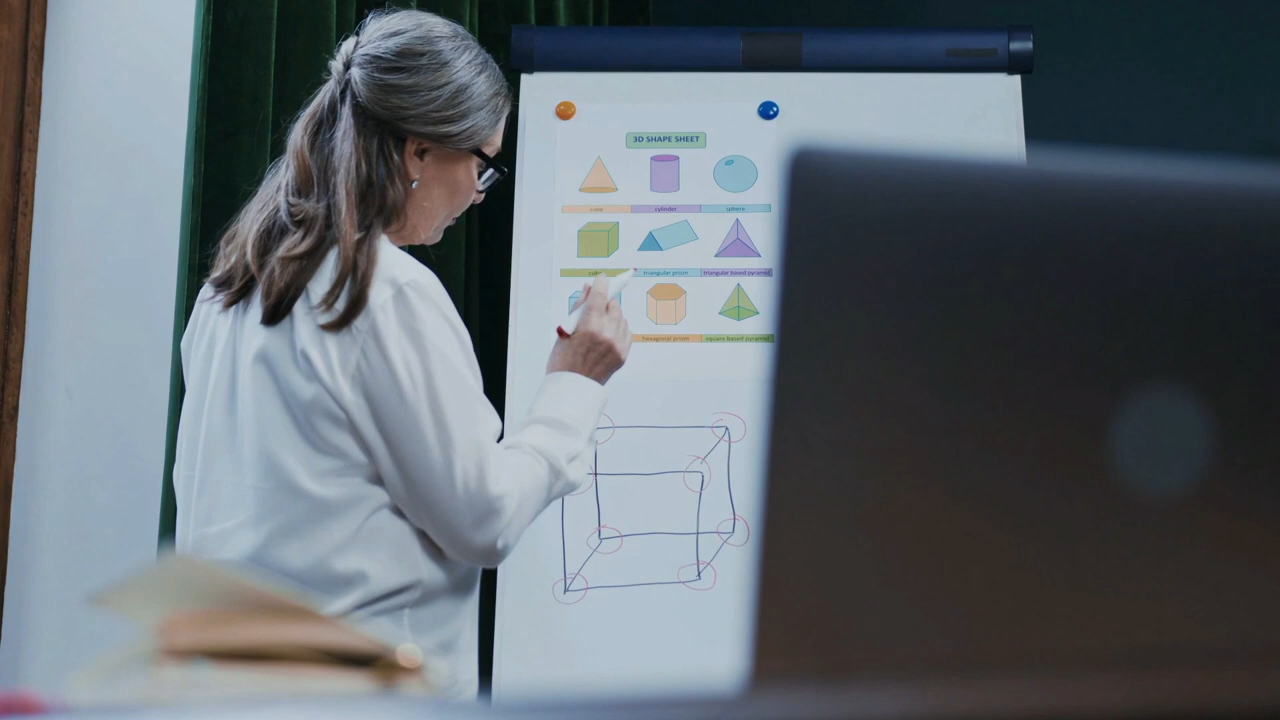 3D SHAPE SHEET
cone cylinder sphere
triangular prism triangular based pyramid
hexagonal prism square based pyramid